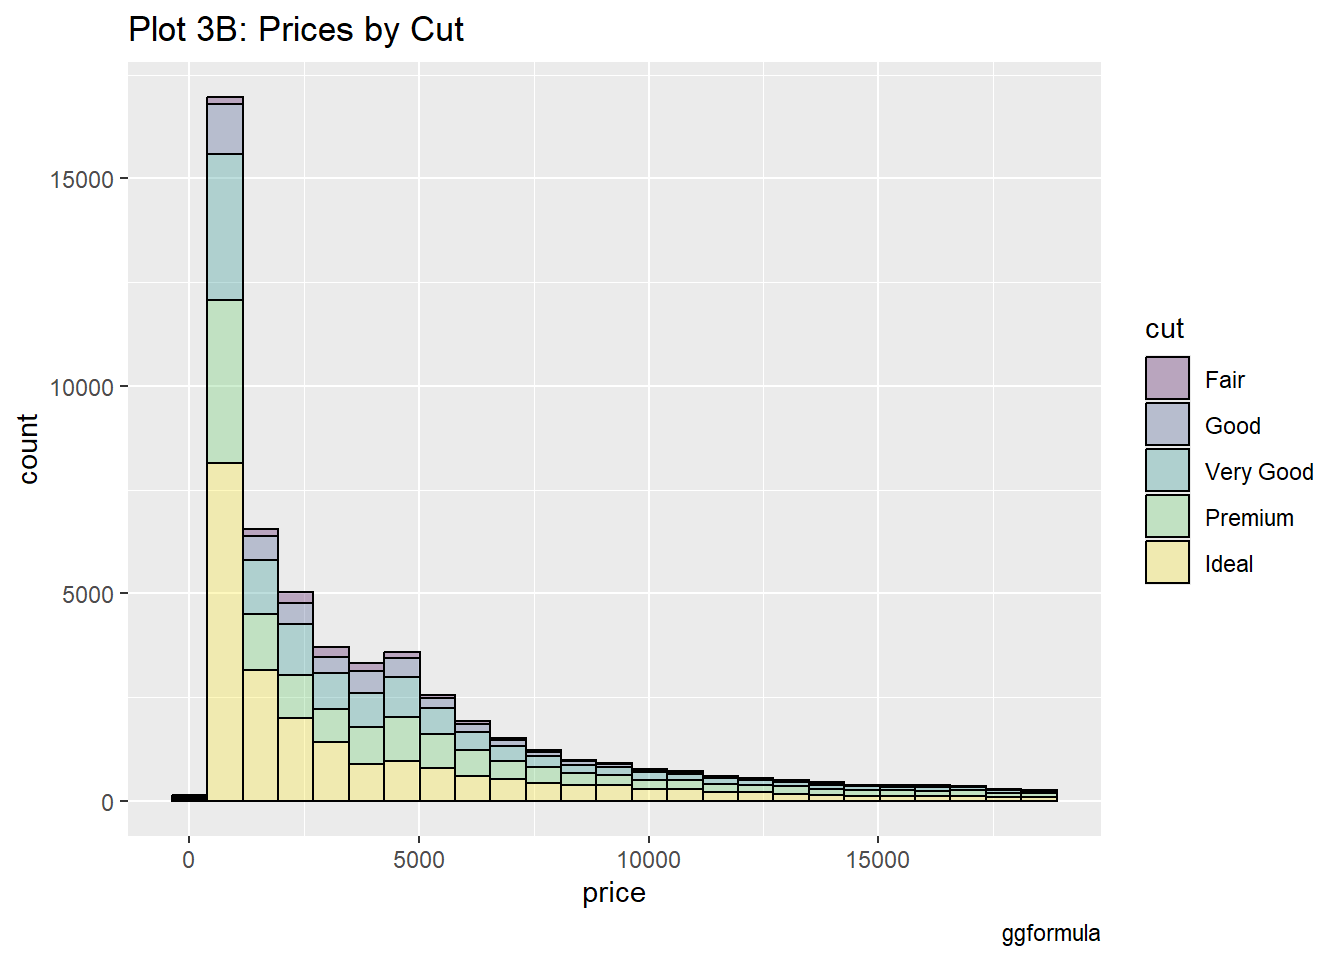 Plot 3B: Prices by Cut
count
15000
10000
5000
0
0 5000 10000 15000
price
cut
Fair
Good
Very Good
Premium
Ideal
ggformula